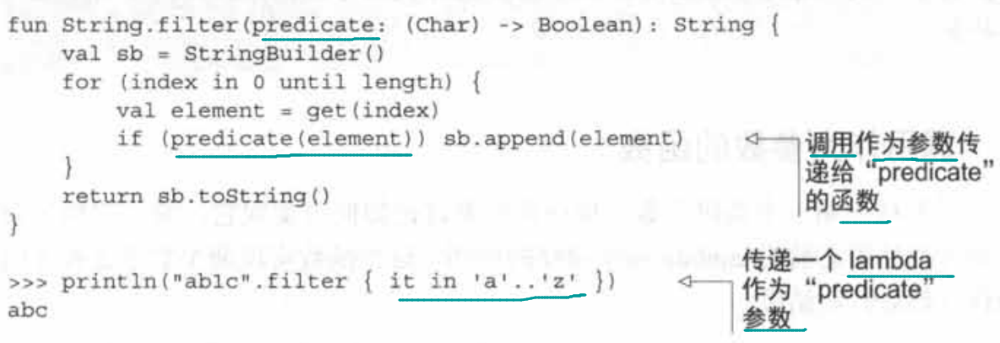 fun String.filter(predicate: (Char) -> Boolean): String {
    val sb = StringBuilder()
    for (index in 0 until length) {
        val element = get(index)
        if (predicate(element)) sb.append(element)
    }
    return sb.toString()
}
调用作为参数传
递给“predicate”
的函数
>>> println("ab1c".filter { it in 'a'..'z' })
abc
传递一个 lambda
作为“predicate”
参数